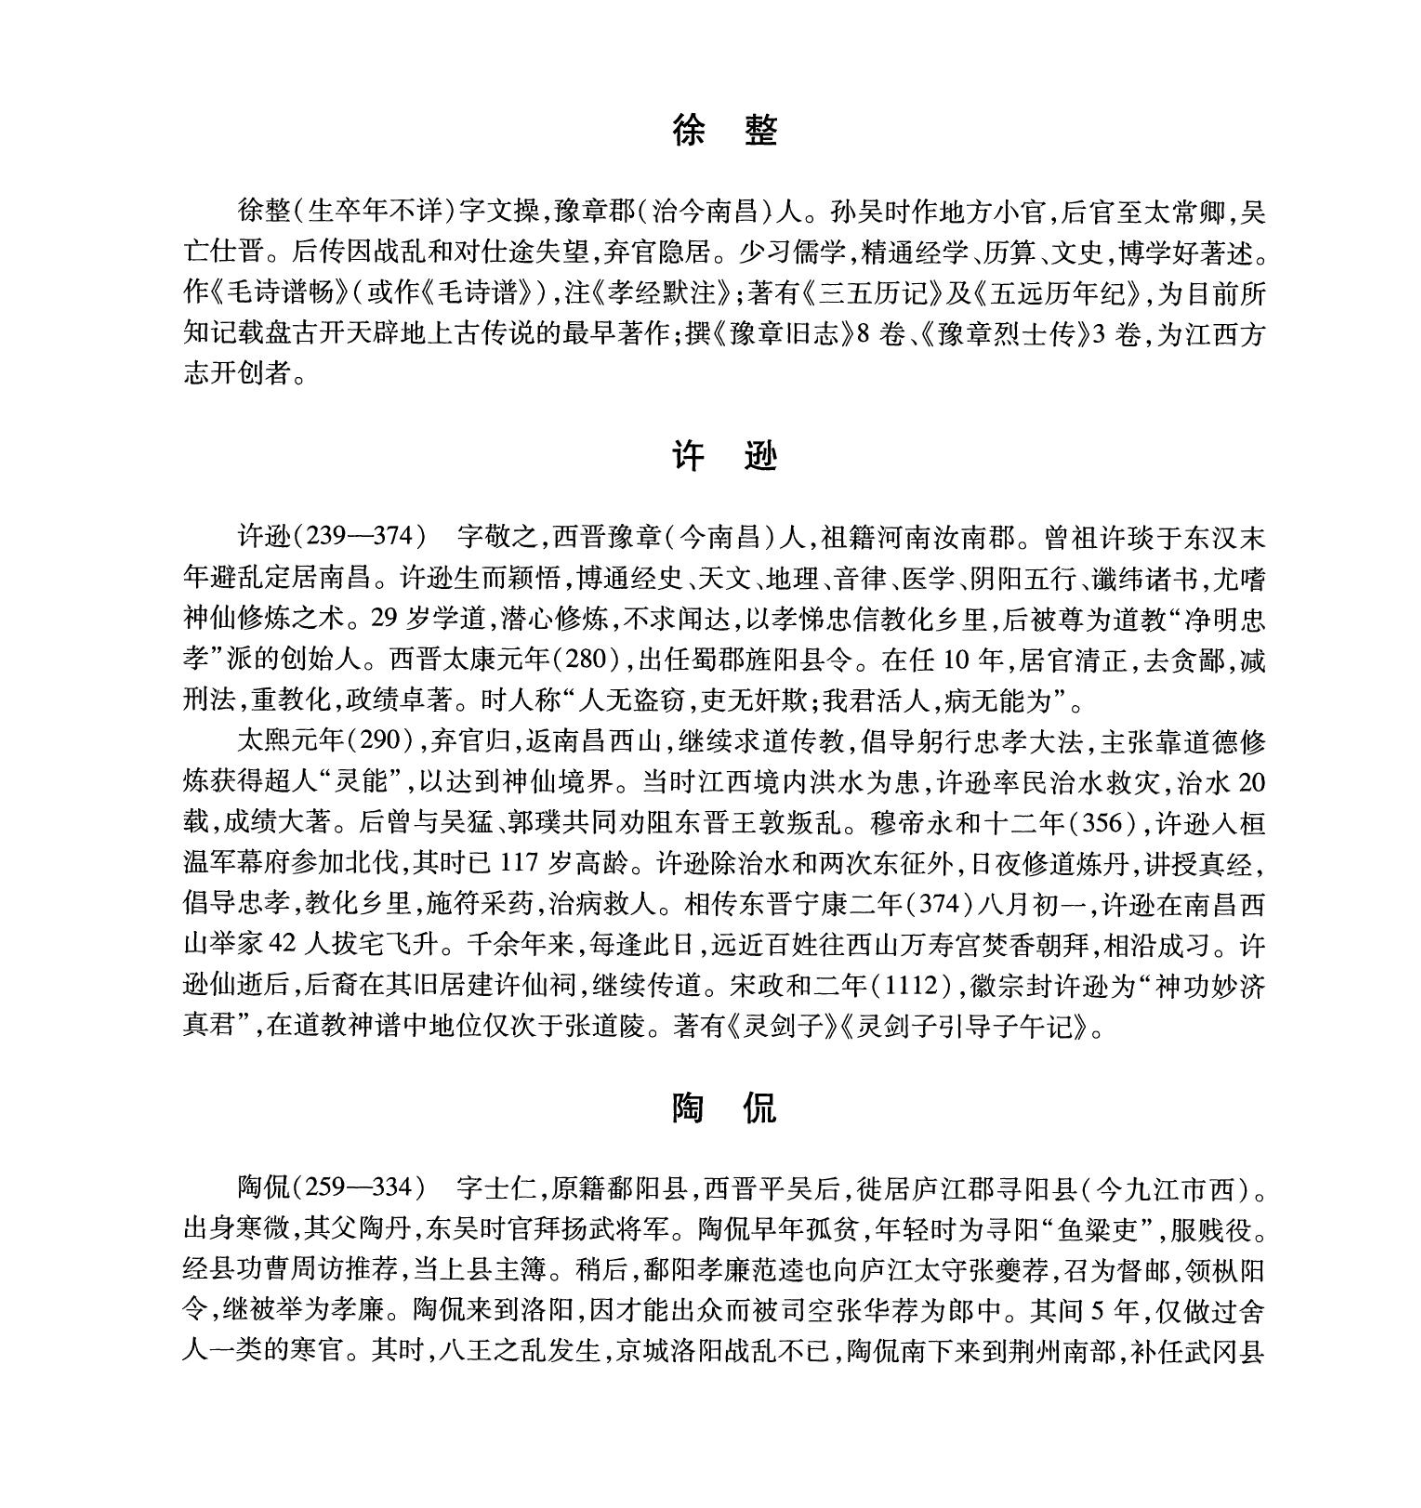 徐　整
徐整(生卒年不详)字文操,豫章郡(治今南昌)人。孙吴时作地方小官,后官至太常卿,吴
亡仕晋。后传因战乱和对仕途失望,弃官隐居。少习儒学,精通经学、历算、文史,博学好著述。
作《毛诗谱畅》(或作《毛诗谱》),注《孝经默注》;著有《三五历记》及《五远历年纪》,为目前所
知记载盘古开天辟地上古传说的最早著作;撰《豫章旧志》8 卷、《豫章烈士传》3 卷,为江西方
志开创者。
许　逊
许逊(239—374)　字敬之,西晋豫章(今南昌)人,祖籍河南汝南郡。曾祖许琰于东汉末
年避乱定居南昌。许逊生而颖悟,博通经史、天文、地理、音律、医学、阴阳五行、谶纬诸书,尤嗜
神仙修炼之术。29 岁学道,潜心修炼,不求闻达,以孝悌忠信教化乡里,后被尊为道教“净明忠
孝”派的创始人。西晋太康元年(280),出任蜀郡旌阳县令。在任 10 年,居官清正,去贪鄙,减
刑法,重教化,政绩卓著。时人称“人无盗窃,吏无奸欺;我君活人,病无能为”。
太熙元年(290),弃官归,返南昌西山,继续求道传教,倡导躬行忠孝大法,主张靠道德修
炼获得超人“灵能”,以达到神仙境界。当时江西境内洪水为患,许逊率民治水救灾,治水 20
载,成绩大著。后曾与吴猛、郭璞共同劝阻东晋王敦叛乱。穆帝永和十二年(356),许逊入桓
温军幕府参加北伐,其时已 117 岁高龄。许逊除治水和两次东征外,日夜修道炼丹,讲授真经,
倡导忠孝,教化乡里,施符采药,治病救人。相传东晋宁康二年(374)八月初一,许逊在南昌西
山举家 42 人拔宅飞升。千余年来,每逢此日,远近百姓往西山万寿宫焚香朝拜,相沿成习。许
逊仙逝后,后裔在其旧居建许仙祠,继续传道。宋政和二年(1112),徽宗封许逊为“神功妙济
真君”,在道教神谱中地位仅次于张道陵。著有《灵剑子》《灵剑子引导子午记》。
陶　侃
陶侃(259—334)　字士仁,原籍鄱阳县,西晋平吴后,徙居庐江郡寻阳县(今九江市西)。
出身寒微,其父陶丹,东吴时官拜扬武将军。陶侃早年孤贫,年轻时为寻阳“鱼粱吏”,服贱役。
经县功曹周访推荐,当上县主簿。稍后,鄱阳孝廉范逵也向庐江太守张夔荐,召为督邮,领枞阳
令,继被举为孝廉。陶侃来到洛阳,因才能出众而被司空张华荐为郎中。其间 5 年,仅做过舍
人一类的寒官。其时,八王之乱发生,京城洛阳战乱不已,陶侃南下来到荆州南部,补任武冈县